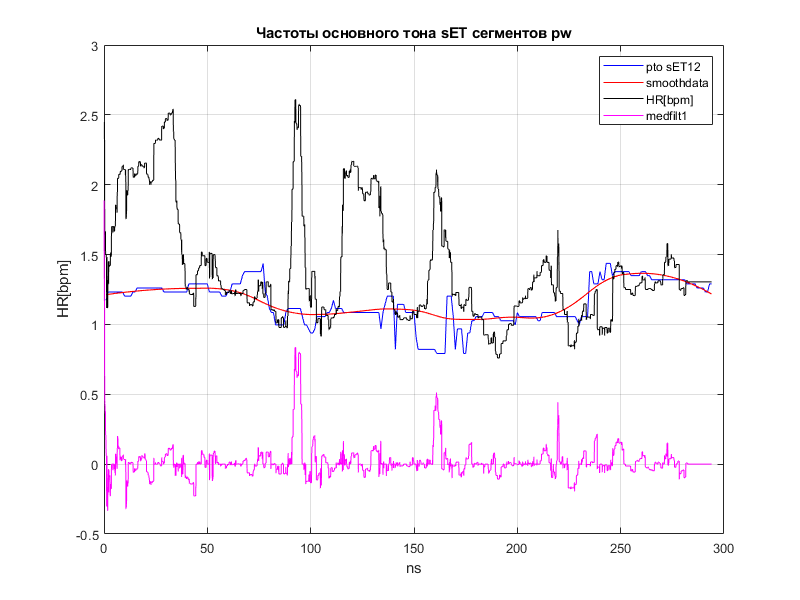 Частоты основного тона sET сегментов pw
3
2.5
2
1.5
1
0.5
0
-0.5
HR[bpm]
pto sET12
smoothdata
HR[bpm]
medfilt1
0
50
100
150
200
250
300
ns